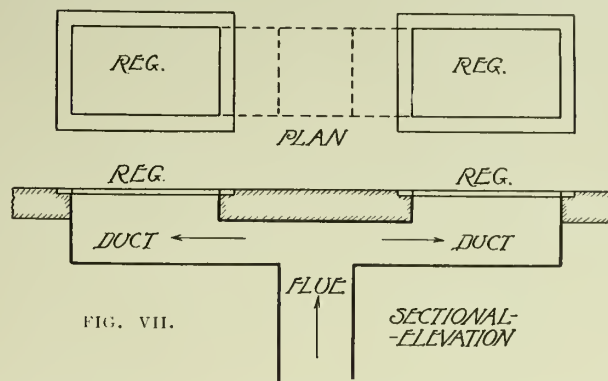 REG.
REG.
PLAN
REG.
REG.
DUCT
DUCT
FLUE
FIG. VII.
SECTIONAL-
-ELEVATION